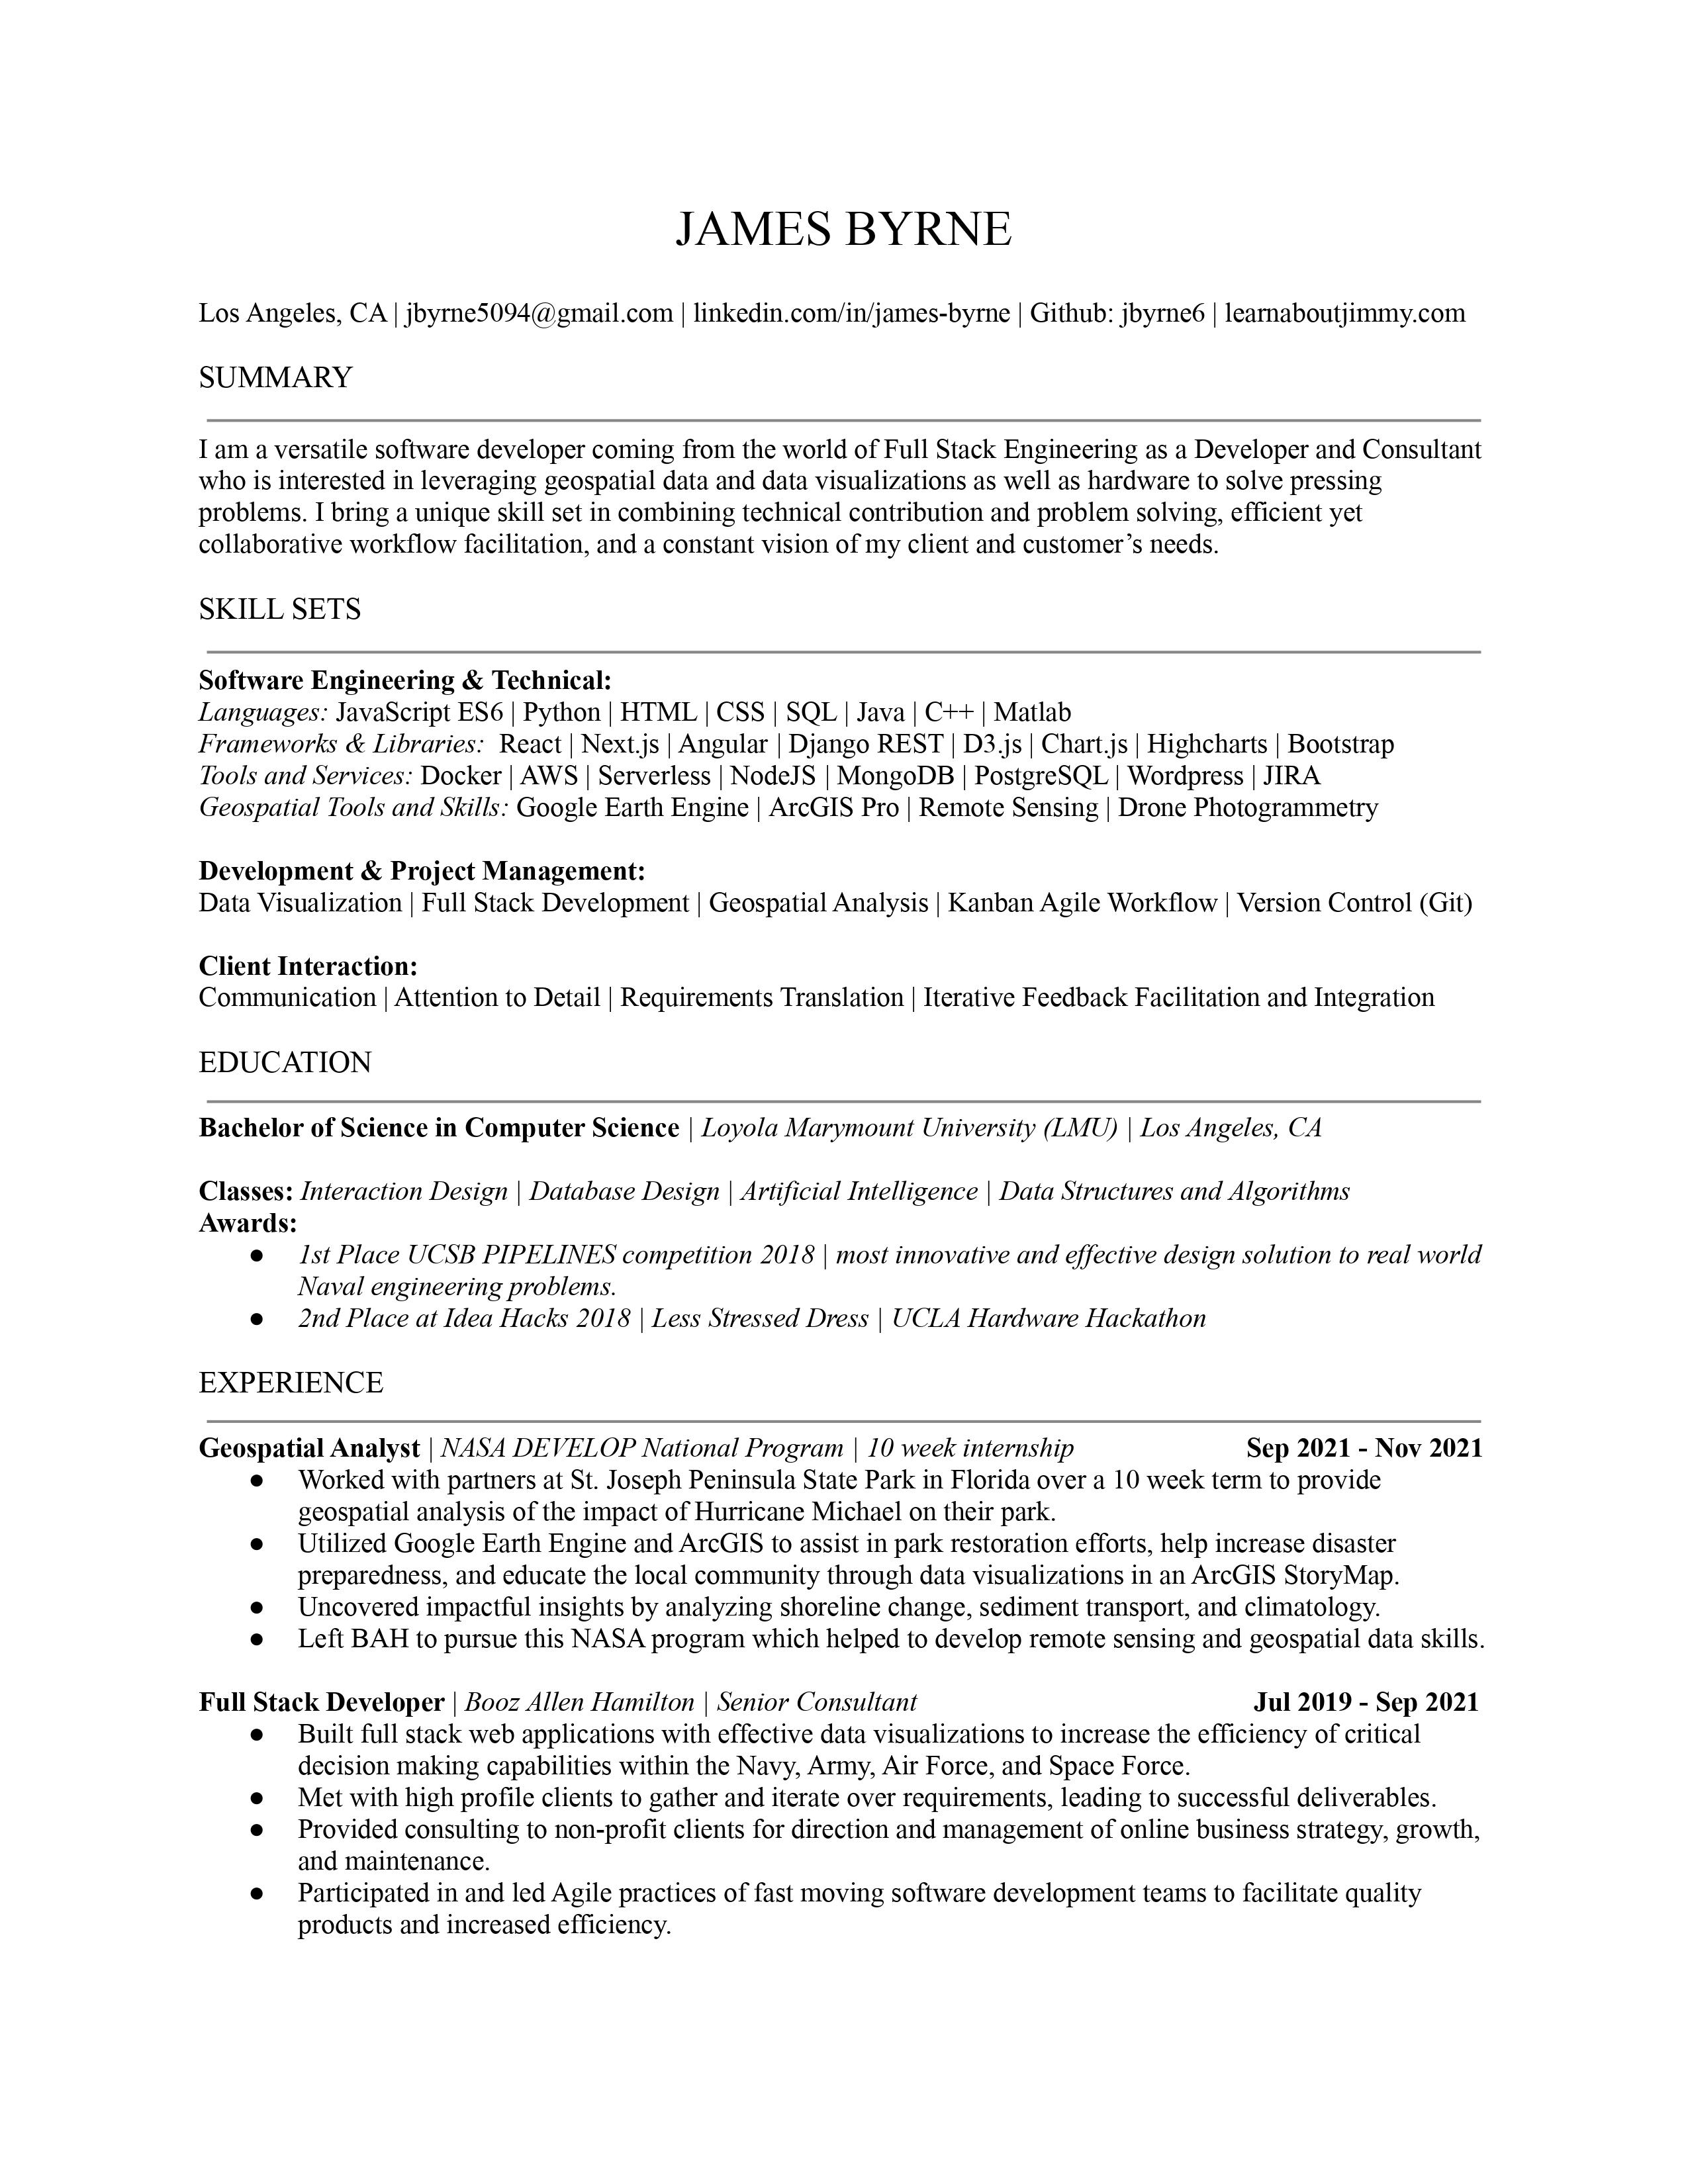 JAMES BYRNE
Los Angeles, CA | jbyrne5094@gmail.com | linkedin.com/in/james-byrne | Github: jbyrne6 | learnaboutjimmy.com
SUMMARY
I am a versatile software developer coming from the world of Full Stack Engineering as a Developer and Consultant
who is interested in leveraging geospatial data and data visualizations as well as hardware to solve pressing
problems. I bring a unique skill set in combining technical contribution and problem solving, efficient yet
collaborative workflow facilitation, and a constant vision of my client and customer’s needs.
SKILL SETS
Software Engineering & Technical:
Languages: JavaScript ES6 | Python | HTML | CSS | SQL | Java | C++ | Matlab
Frameworks & Libraries: React | Next.js | Angular | Django REST | D3.js | Chart.js | Highcharts | Bootstrap
Tools and Services: Docker | AWS | Serverless | NodeJS | MongoDB | PostgreSQL | Wordpress | JIRA
Geospatial Tools and Skills: Google Earth Engine | ArcGIS Pro | Remote Sensing | Drone Photogrammetry
Development & Project Management:
Data Visualization | Full Stack Development | Geospatial Analysis | Kanban Agile Workflow | Version Control (Git)
Client Interaction:
Communication | Attention to Detail | Requirements Translation | Iterative Feedback Facilitation and Integration
EDUCATION
Bachelor of Science in Computer Science | Loyola Marymount University (LMU) | Los Angeles, CA
Classes: Interaction Design | Database Design | Artificial Intelligence | Data Structures and Algorithms
Awards:
● 1st Place UCSB PIPELINES competition 2018 | most innovative and effective design solution to real world
Naval engineering problems.
● 2nd Place at Idea Hacks 2018 | Less Stressed Dress | UCLA Hardware Hackathon
EXPERIENCE
Geospatial Analyst | NASA DEVELOP National Program | 10 week internship Sep 2021 - Nov 2021
● Worked with partners at St. Joseph Peninsula State Park in Florida over a 10 week term to provide
geospatial analysis of the impact of Hurricane Michael on their park.
● Utilized Google Earth Engine and ArcGIS to assist in park restoration efforts, help increase disaster
preparedness, and educate the local community through data visualizations in an ArcGIS StoryMap.
● Uncovered impactful insights by analyzing shoreline change, sediment transport, and climatology.
● Left BAH to pursue this NASA program which helped to develop remote sensing and geospatial data skills.
Full Stack Developer | Booz Allen Hamilton | Senior Consultant Jul 2019 - Sep 2021
● Built full stack web applications with effective data visualizations to increase the efficiency of critical
decision making capabilities within the Navy, Army, Air Force, and Space Force.
● Met with high profile clients to gather and iterate over requirements, leading to successful deliverables.
● Provided consulting to non-profit clients for direction and management of online business strategy, growth,
and maintenance.
● Participated in and led Agile practices of fast moving software development teams to facilitate quality
products and increased efficiency.